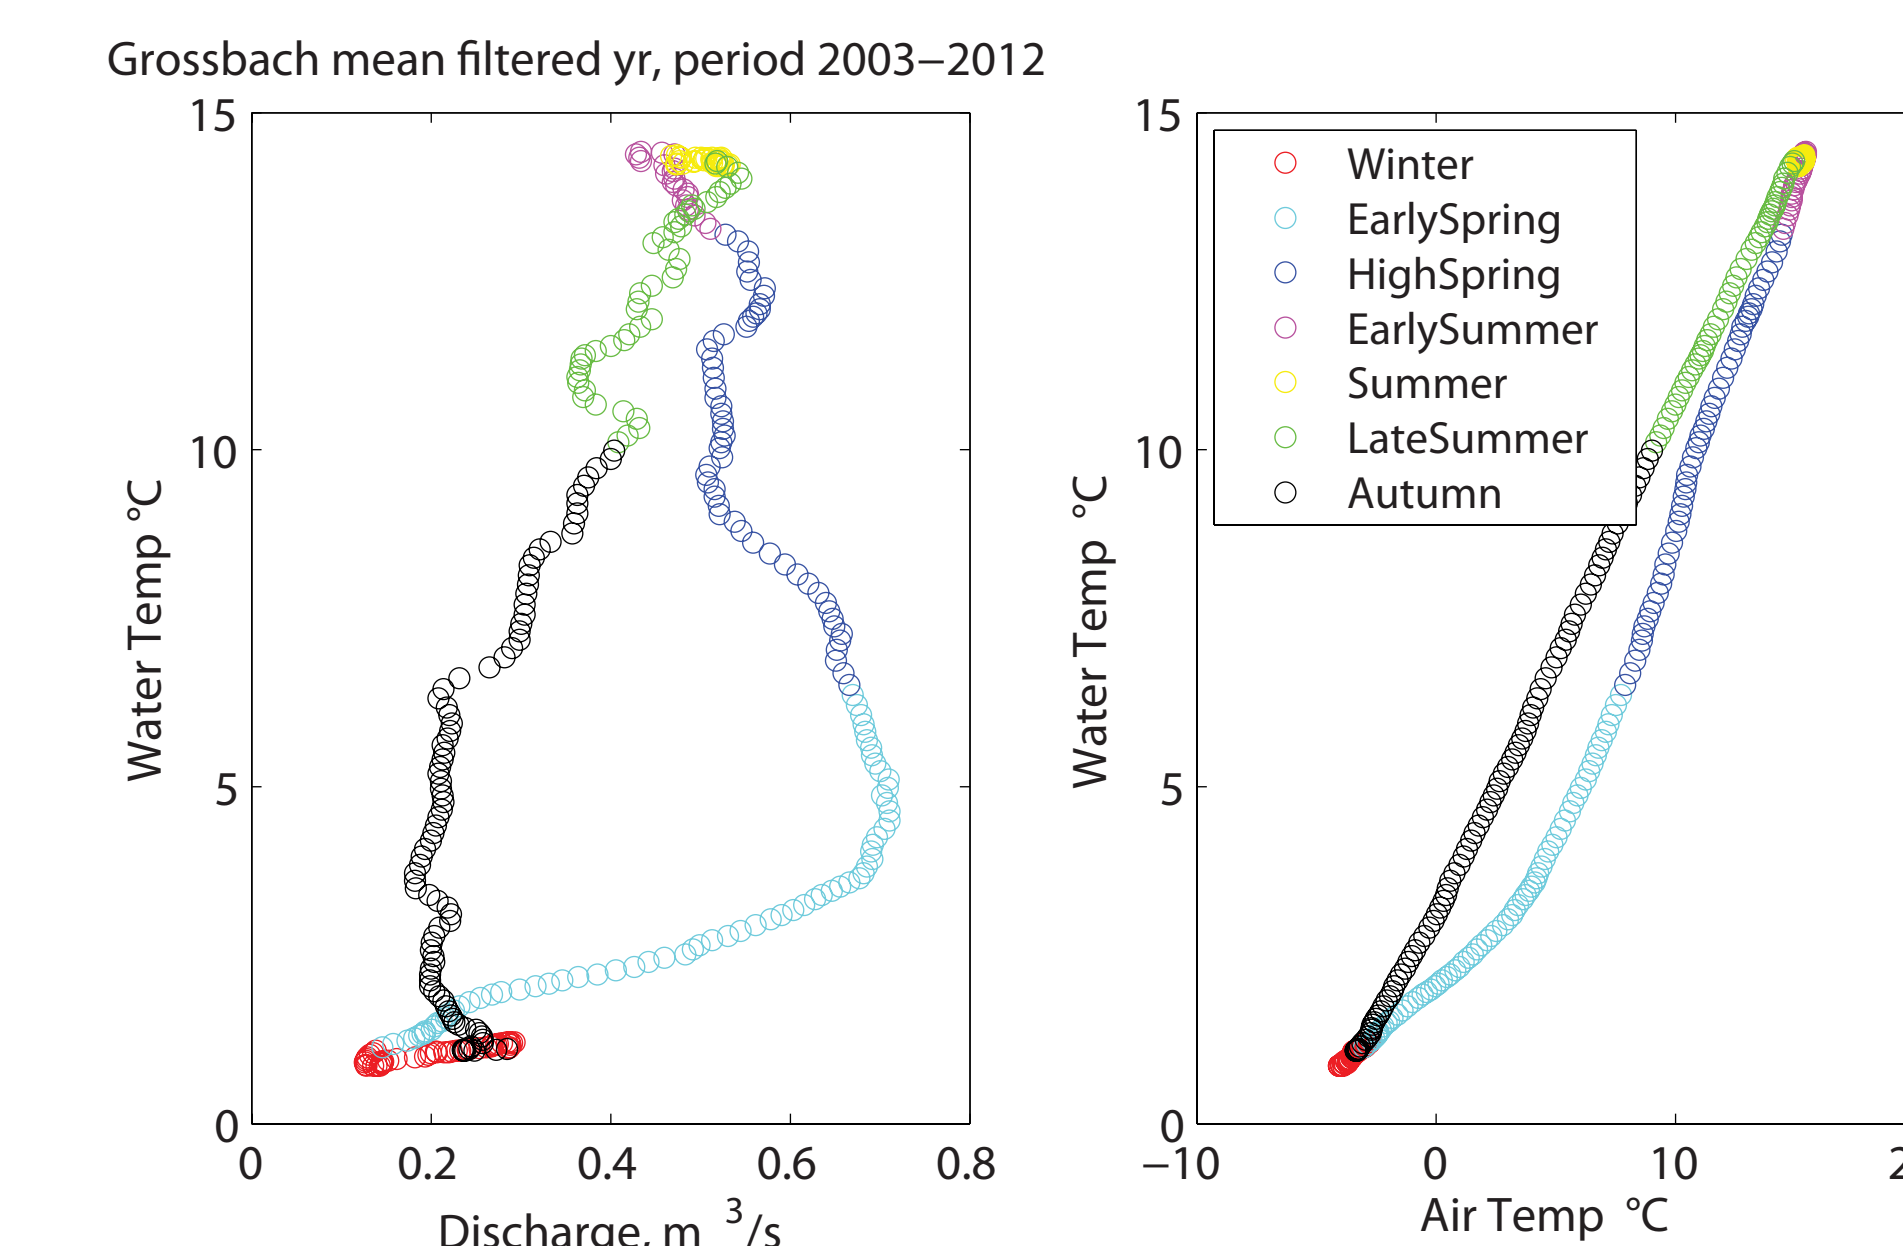 Grossbach mean filtered yr, period 2003−2012
15
10
5
0
0 0.2 0.4 0.6 0.8
Water Temp °C
Discharge, m 3/s
15
10
5
0
−10 0 10 2
Water Temp °C
Air Temp °C
Winter
EarlySpring
HighSpring
EarlySummer
Summer
LateSummer
Autumn